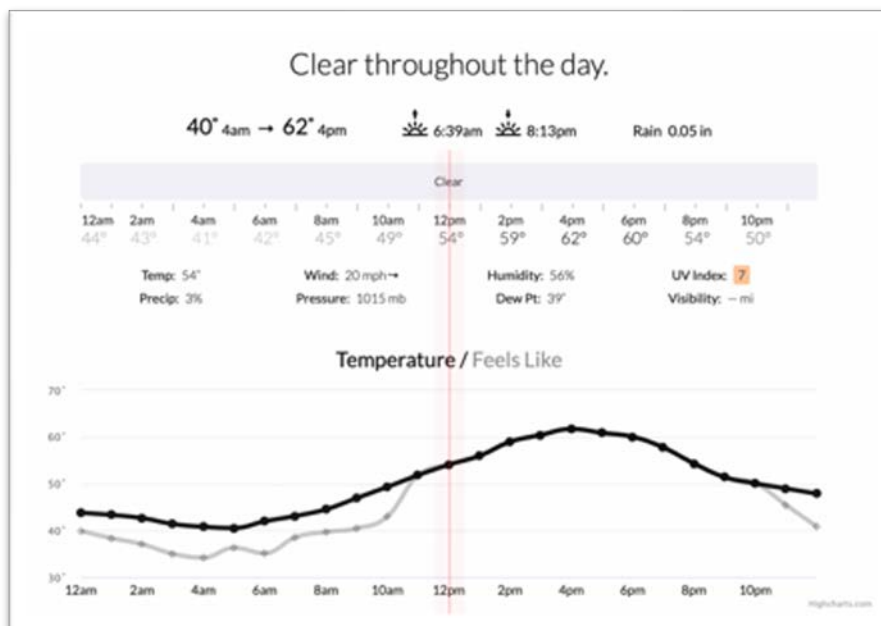 Clear throughout the day.
40° 4am → 62° 4pm 6:39am 8:13pm Rain 0.05 in
Clear
12am 2am 4am 6am 8am 10am 12pm 2pm 4pm 6pm 8pm 10pm
44° 43° 41° 42° 45° 49° 54° 59° 62° 60° 54° 50°
Temp: 54° Wind: 20 mph→ Humidity: 56% UV Index: 7
Precip: 3% Pressure: 1015 mb Dew Pt: 39° Visibility: — mi
Temperature / Feels Like
70°
60°
50°
40°
30°
12am 2am 4am 6am 8am 10am 12pm 2pm 4pm 6pm 8pm 10pm
Highcharts.com